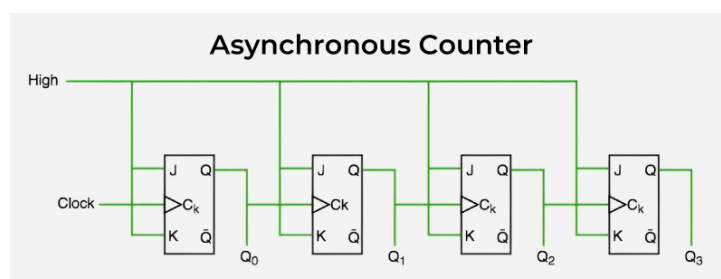 Asynchronous Counter
High
J Q J Q J Q J Q
Clock Cₖ Ck Cₖ Cₖ
K Q̄ K Q̄ K Q̄ K Q̄
Q₀ Q₁ Q₂ Q₃